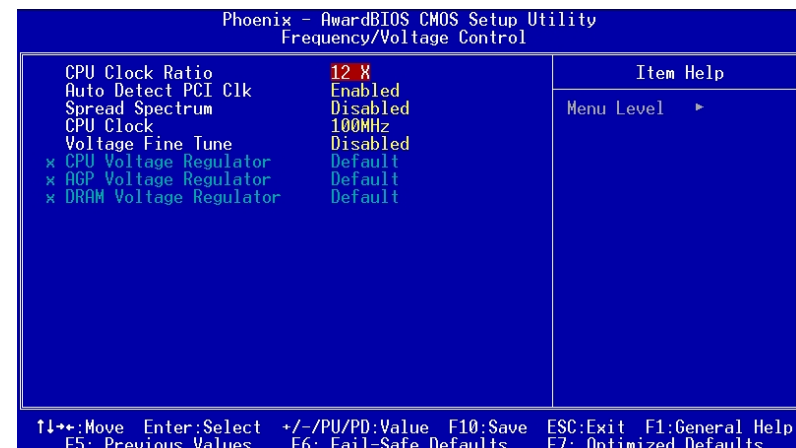 Phoenix - AwardBIOS CMOS Setup Utility
Frequency/Voltage Control
CPU Clock Ratio 12 X
Auto Detect PCI Clk Enabled
Spread Spectrum Disabled
CPU Clock 100MHz
Voltage Fine Tune Disabled
x CPU Voltage Regulator Default
x AGP Voltage Regulator Default
x DRAM Voltage Regulator Default
Item Help
Menu Level ►
↑↓→←:Move Enter:Select +/-/PU/PD:Value F10:Save ESC:Exit F1:General Help
F5: Previous Values F6: Fail-Safe Defaults F7: Optimized Defaults